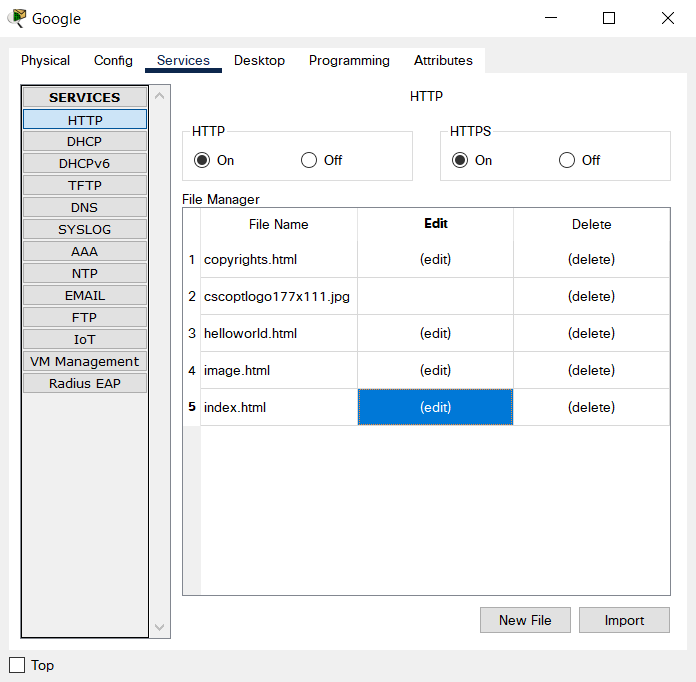 Google
Physical Config Services Desktop Programming Attributes
SERVICES
HTTP
DHCP
DHCPv6
TFTP
DNS
SYSLOG
AAA
NTP
EMAIL
FTP
IoT
VM Management
Radius EAP
HTTP
HTTP
On Off
HTTPS
On Off
File Manager
File Name Edit Delete
1 copyrights.html (edit) (delete)
2 cscoptlogo177x111.jpg (delete)
3 helloworld.html (edit) (delete)
4 image.html (edit) (delete)
5 index.html (edit) (delete)
New File Import
Top